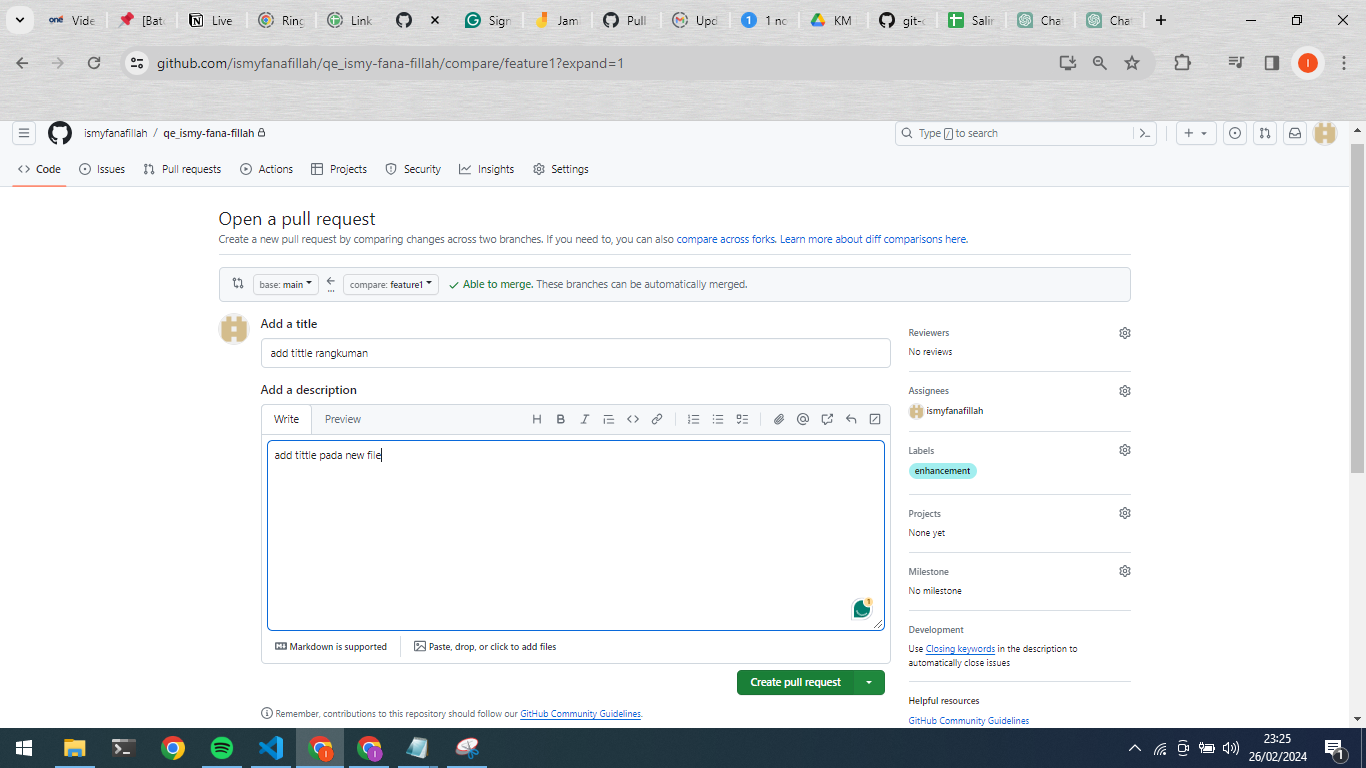 Vide
[Bat
Live
Ring
Link
Sign
Jam
Pull
Upd
1 no
KM
git-c
Salin
Cha
Cha
github.com/ismyfanafillah/qe_ismy-fana-fillah/compare/feature1?expand=1
I
ismyfanafillah / qe_ismy-fana-fillah
Type / to search
Code Issues Pull requests Actions Projects Security Insights Settings
Open a pull request
Create a new pull request by comparing changes across two branches. If you need to, you can also compare across forks. Learn more about diff comparisons here.
base: main compare: feature1 Able to merge. These branches can be automatically merged.
Add a title
add tittle rangkuman
Add a description
Write Preview
add tittle pada new file
1
Markdown is supported Paste, drop, or click to add files
Create pull request
Remember, contributions to this repository should follow our GitHub Community Guidelines.
Reviewers
No reviews
Assignees
ismyfanafillah
Labels
enhancement
Projects
None yet
Milestone
No milestone
Development
Use Closing keywords in the description to
automatically close issues
Helpful resources
GitHub Community Guidelines
23:25
26/02/2024
1